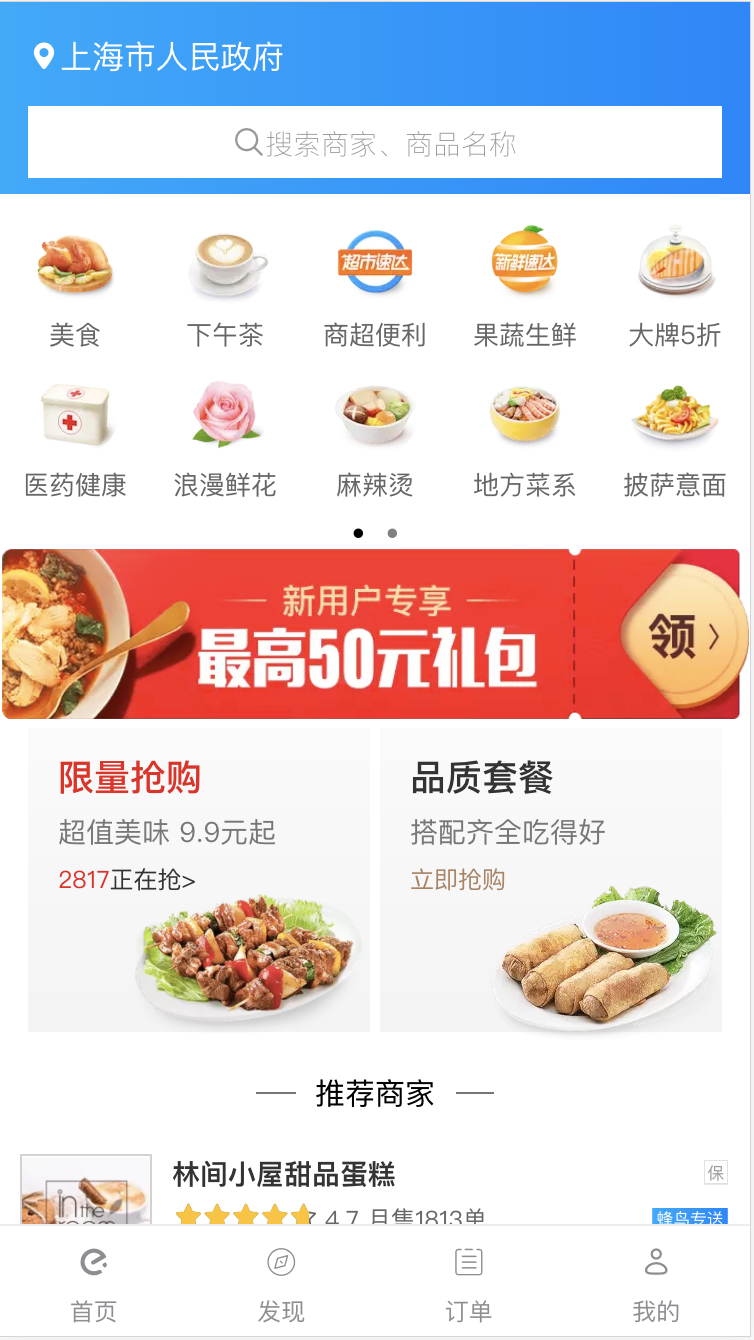 上海市人民政府
搜索商家、商品名称
超市速达
新鲜速达
美食 下午茶 商超便利 果蔬生鲜 大牌5折
医药健康 浪漫鲜花 麻辣烫 地方菜系 披萨意面
新用户专享
最高50元礼包
领
限量抢购
超值美味 9.9元起
2817正在抢>
品质套餐
搭配齐全吃得好
立即抢购
推荐商家
in the
room
林间小屋甜品蛋糕
保
4.7 月售1813单
蜂鸟专送
首页 发现 订单 我的